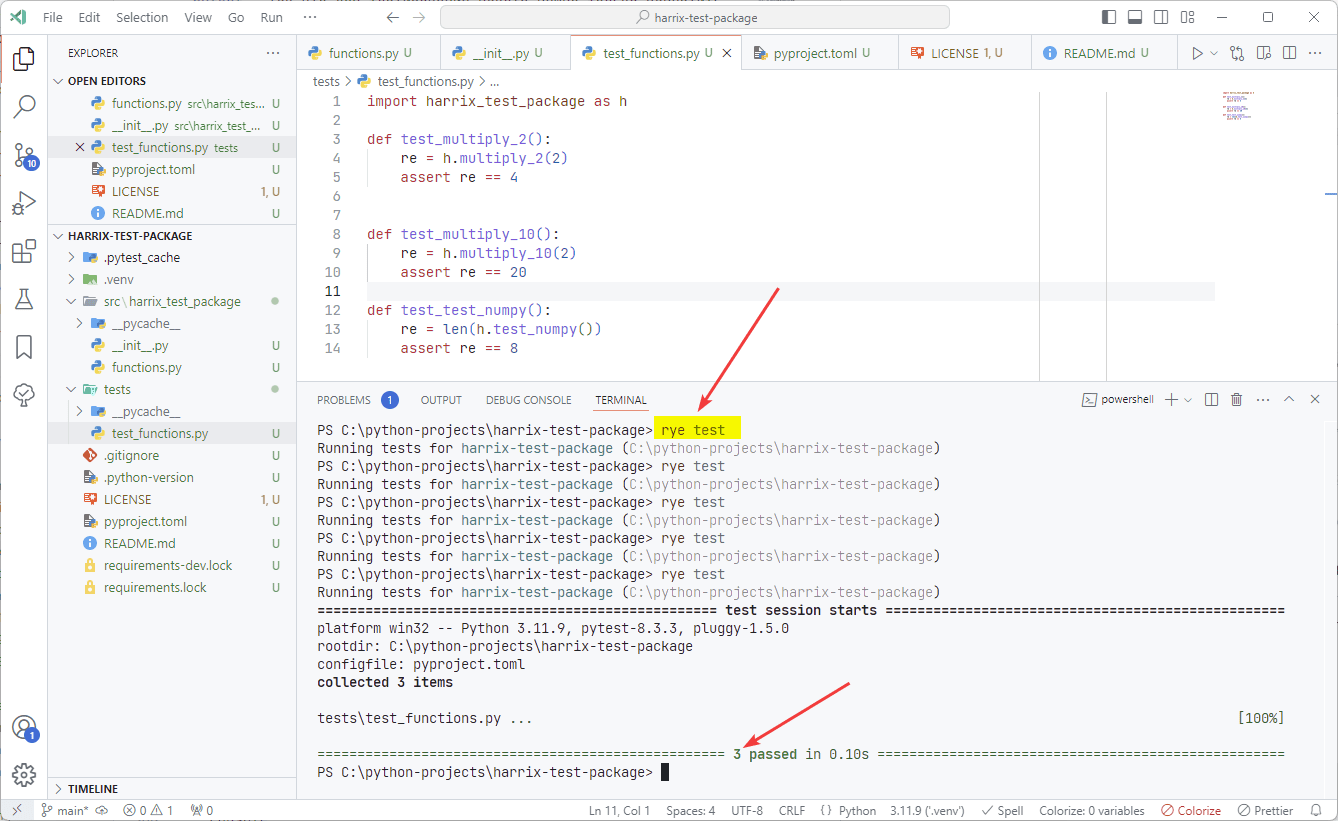 File Edit Selection View Go Run ··· harrix-test-package
EXPLORER ···
OPEN EDITORS
functions.py src\harrix_tes... U
__init__.py src\harrix_test_... U
test_functions.py tests U
pyproject.toml U
LICENSE 1, U
README.md U
HARRIX-TEST-PACKAGE
.pytest_cache
.venv
src\harrix_test_package
__pycache__
__init__.py U
functions.py U
tests
__pycache__
test_functions.py U
.gitignore U
.python-version U
LICENSE 1, U
pyproject.toml U
README.md U
requirements-dev.lock U
requirements.lock U
TIMELINE
10
1
functions.py U __init__.py U test_functions.py U pyproject.toml U LICENSE 1, U README.md U
tests > test_functions.py > ...
1 import harrix_test_package as h
2
3 def test_multiply_2():
4 re = h.multiply_2(2)
5 assert re == 4
6
7
8 def test_multiply_10():
9 re = h.multiply_10(2)
10 assert re == 20
11
12 def test_test_numpy():
13 re = len(h.test_numpy())
14 assert re == 8
PROBLEMS 1 OUTPUT DEBUG CONSOLE TERMINAL powershell
PS C:\python-projects\harrix-test-package> rye test
Running tests for harrix-test-package (C:\python-projects\harrix-test-package)
PS C:\python-projects\harrix-test-package> rye test
Running tests for harrix-test-package (C:\python-projects\harrix-test-package)
PS C:\python-projects\harrix-test-package> rye test
Running tests for harrix-test-package (C:\python-projects\harrix-test-package)
PS C:\python-projects\harrix-test-package> rye test
Running tests for harrix-test-package (C:\python-projects\harrix-test-package)
PS C:\python-projects\harrix-test-package> rye test
Running tests for harrix-test-package (C:\python-projects\harrix-test-package)
================================================== test session starts ==================================================
platform win32 -- Python 3.11.9, pytest-8.3.3, pluggy-1.5.0
rootdir: C:\python-projects\harrix-test-package
configfile: pyproject.toml
collected 3 items
tests\test_functions.py ... [100%]
=================================================== 3 passed in 0.10s ===================================================
PS C:\python-projects\harrix-test-package>
main* 0 1 0 Ln 11, Col 1 Spaces: 4 UTF-8 CRLF {} Python 3.11.9 ('.venv') Spell Colorize: 0 variables Colorize Prettier